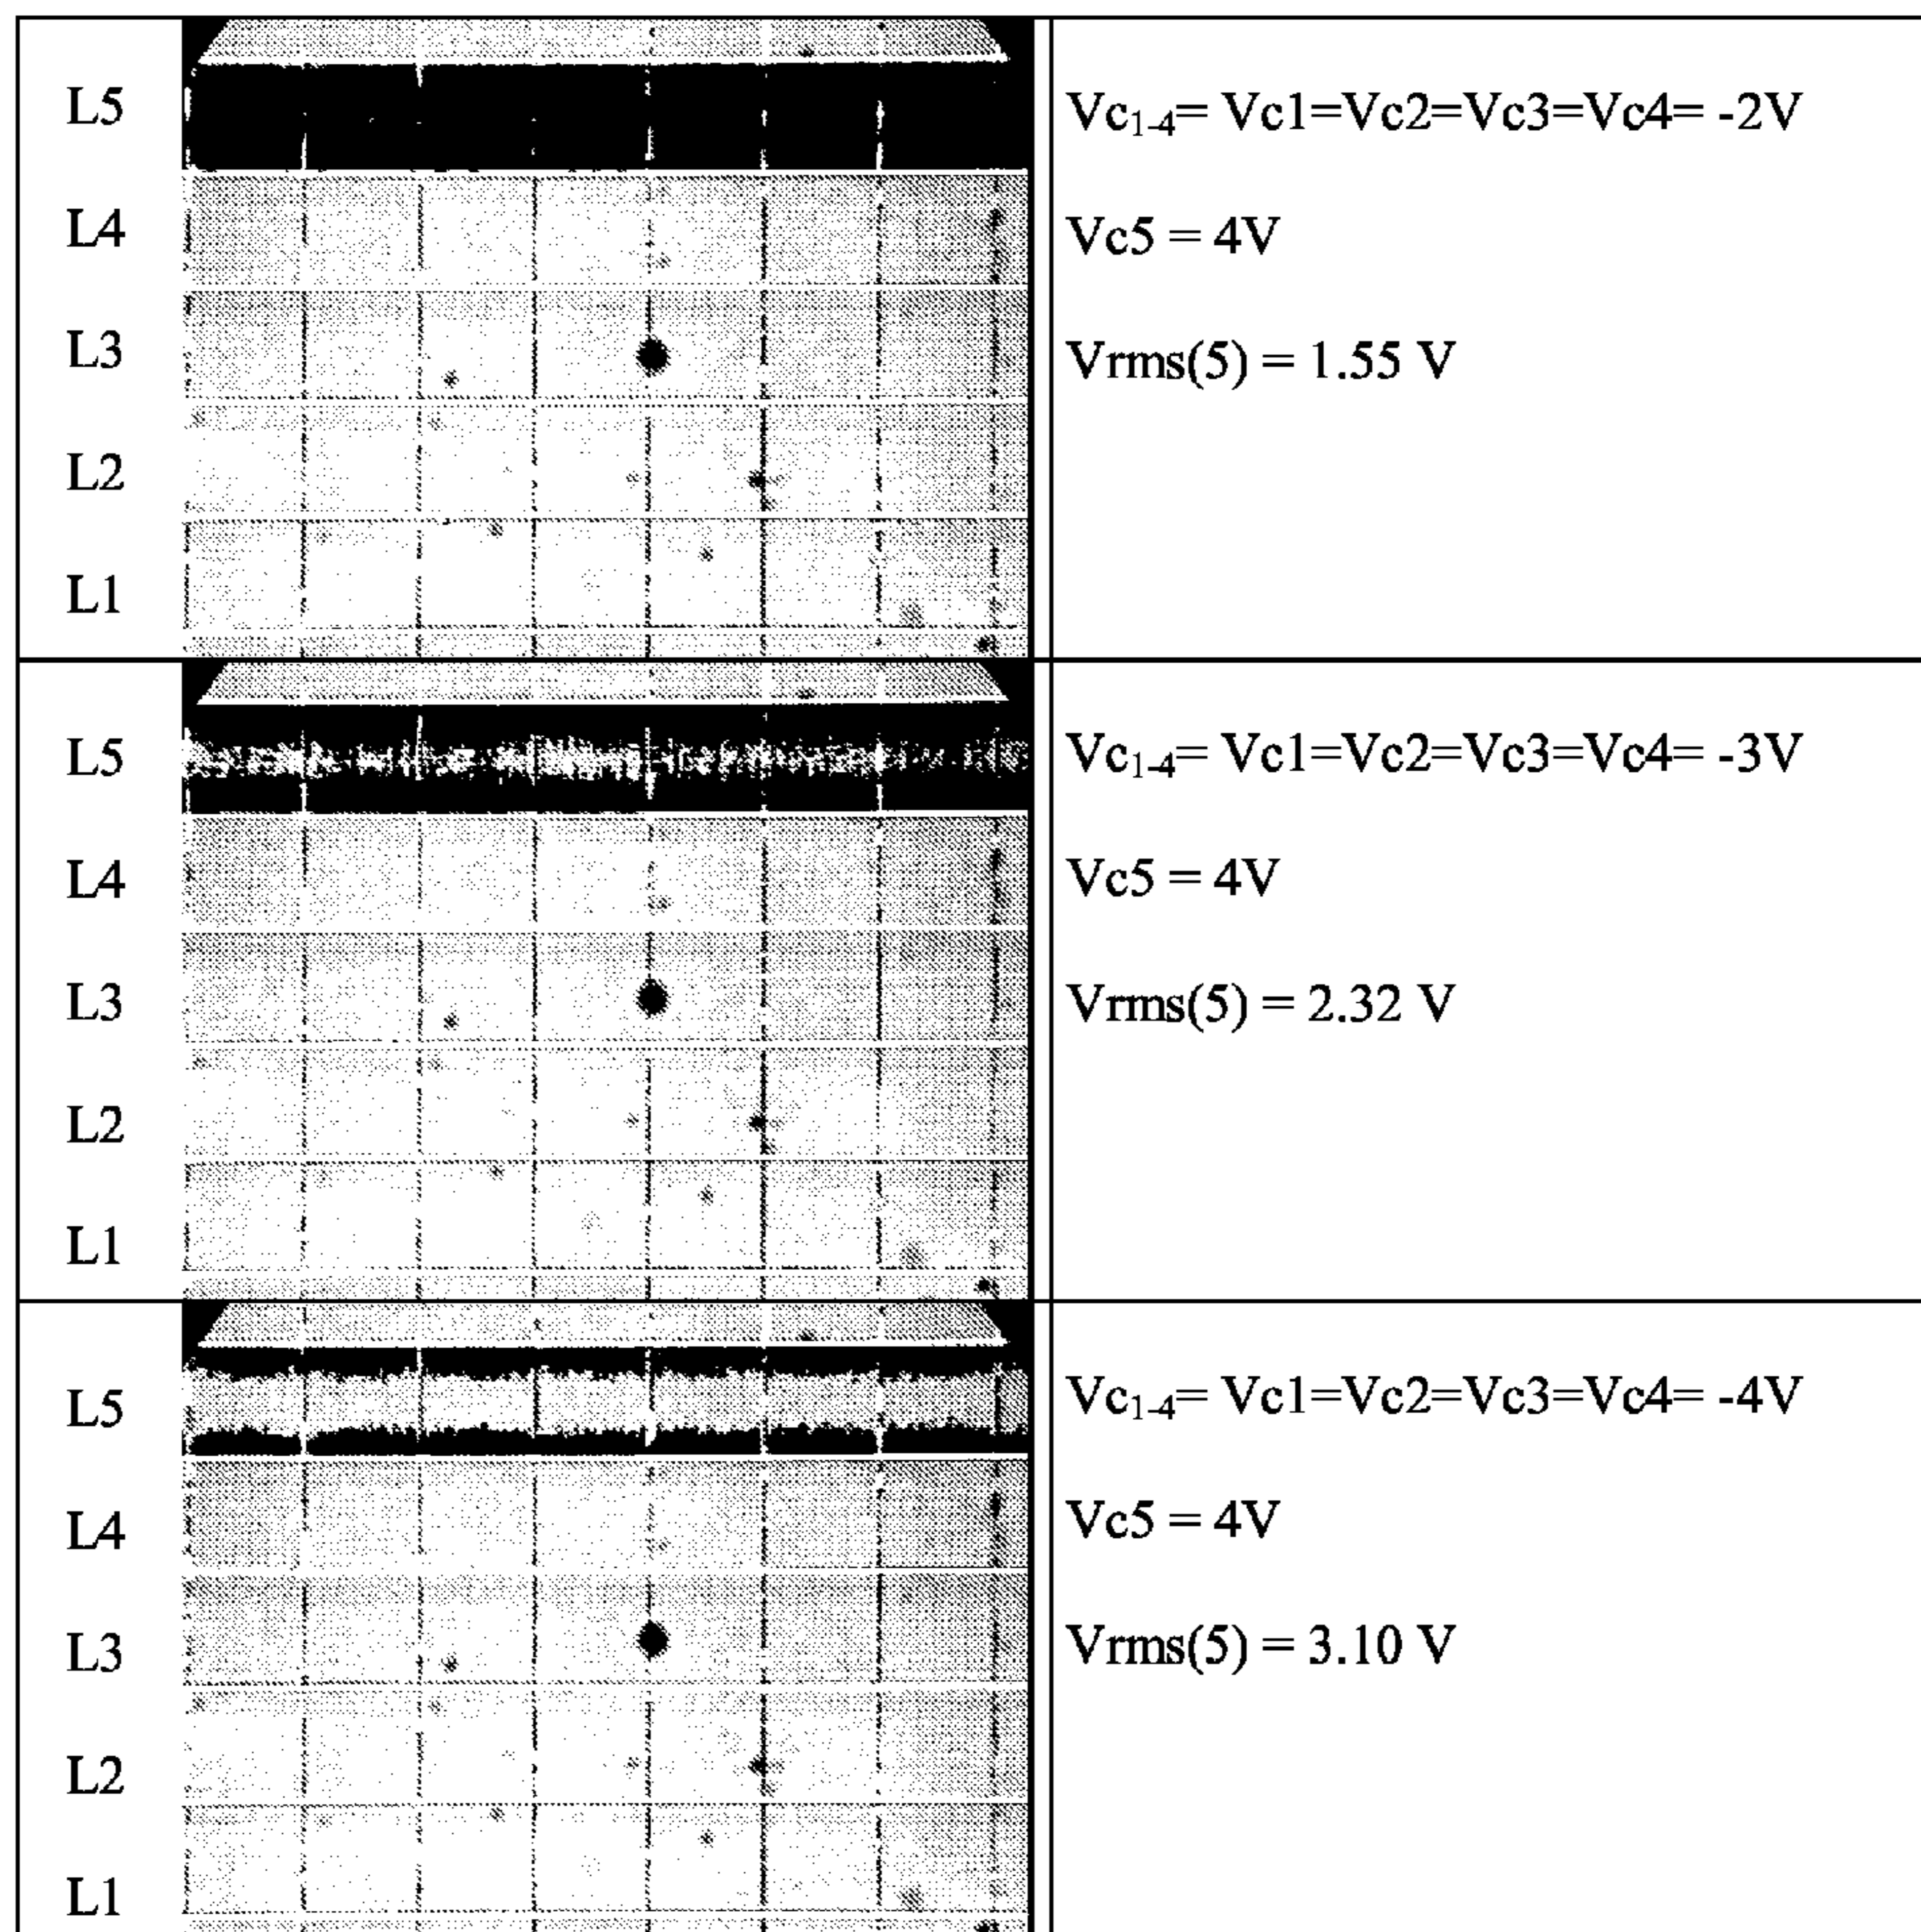 L5
L4
L3
L2
L1
Vc1-4= Vc1=Vc2=Vc3=Vc4= -2V
Vc5 = 4V
Vrms(5) = 1.55 V
L5
L4
L3
L2
L1
Vc1-4= Vc1=Vc2=Vc3=Vc4= -3V
Vc5 = 4V
Vrms(5) = 2.32 V
L5
L4
L3
L2
L1
Vc1-4= Vc1=Vc2=Vc3=Vc4= -4V
Vc5 = 4V
Vrms(5) = 3.10 V